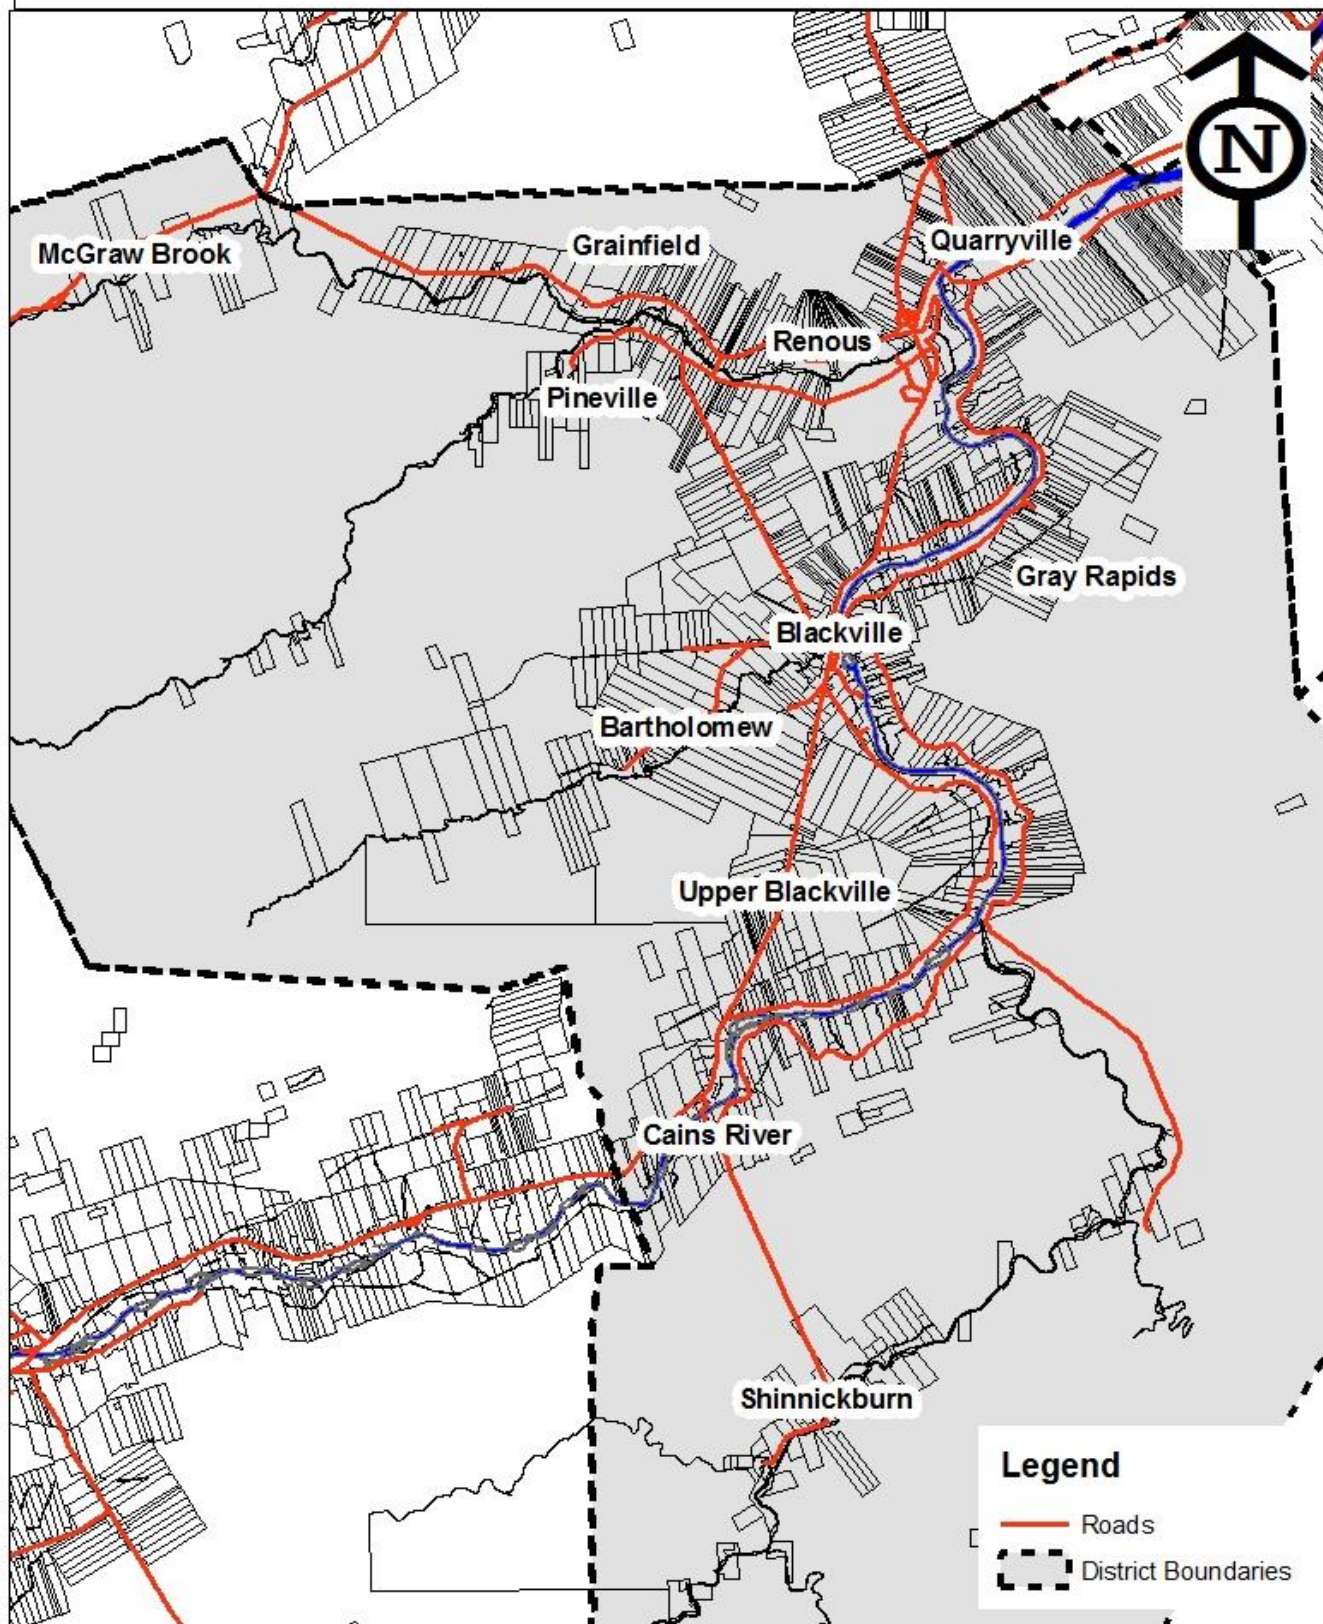 N
Quarryville
McGraw Brook
Grainfield
Renous
Pineville
Gray Rapids
Blackville
Bartholomew
Upper Blackville
Cains River
Shinnickburn
Legend
Roads
District Boundaries